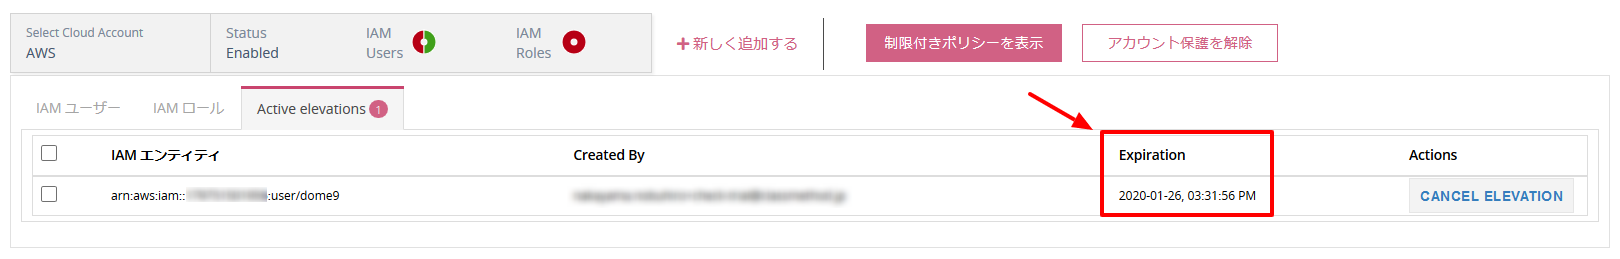 Select Cloud Account
AWS
Status
Enabled
IAM
Users
IAM
Roles
新しく追加する
制限付きポリシーを表示
アカウント保護を解除
IAM ユーザー
IAM ロール
Active elevations 1
IAM エンティティ
Created By
Expiration
Actions
arn:aws:iam:: :user/dome9
2020-01-26, 03:31:56 PM
CANCEL ELEVATION